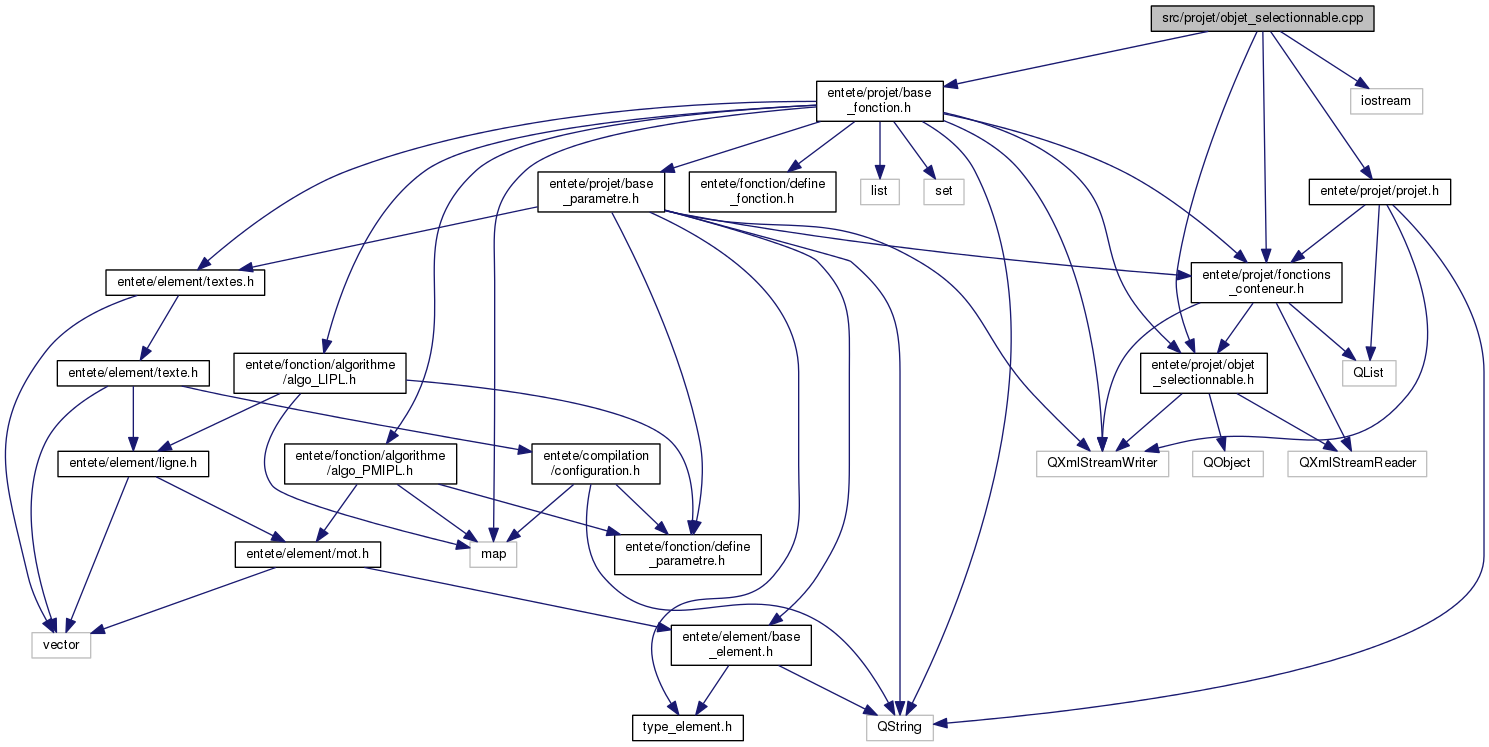 src/projet/objet_selectionnable.cpp
entete/projet/base
_fonction.h
iostream
entete/projet/base
_parametre.h
entete/fonction/define
_fonction.h
list
set
entete/projet/projet.h
entete/element/textes.h
entete/projet/fonctions
_conteneur.h
entete/element/texte.h
entete/fonction/algorithme
/algo_LIPL.h
entete/projet/objet
_selectionnable.h
QList
entete/element/ligne.h
entete/fonction/algorithme
/algo_PMIPL.h
entete/compilation
/configuration.h
QXmlStreamWriter
QObject
QXmlStreamReader
entete/element/mot.h
map
entete/fonction/define
_parametre.h
vector
entete/element/base
_element.h
type_element.h
QString